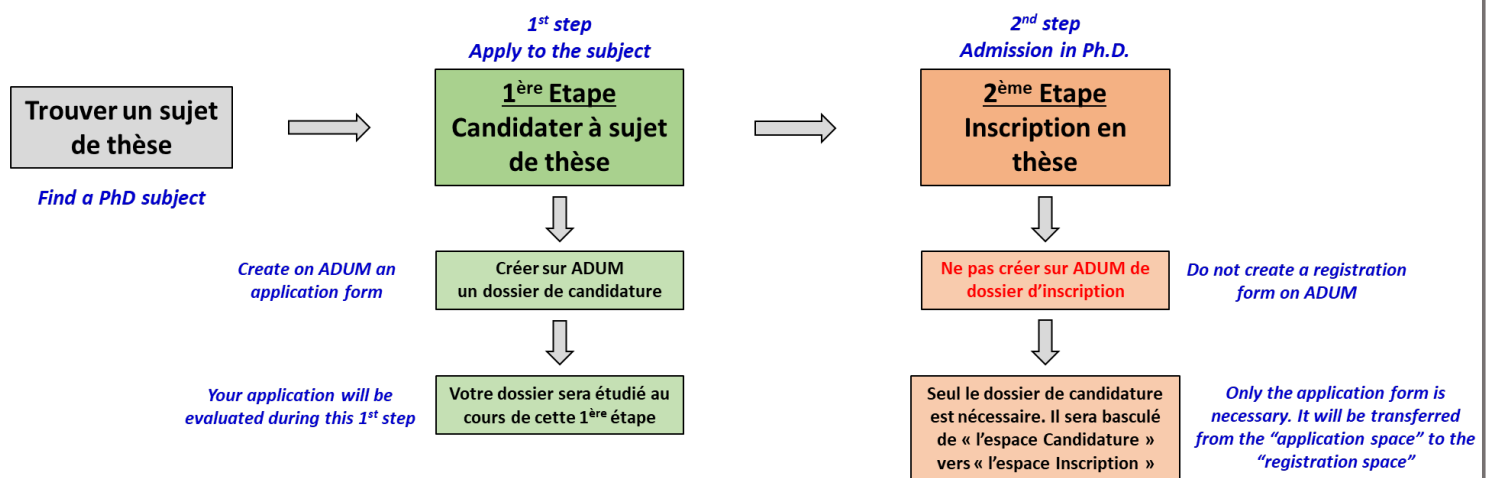 Trouver un sujet
de thèse
Find a PhD subject
1st step
Apply to the subject
1ère Etape
Candidater à sujet
de thèse
Create on ADUM an
application form
Créer sur ADUM
un dossier de candidature
Your application will be
evaluated during this 1st step
Votre dossier sera étudié au
cours de cette 1ère étape
2nd step
Admission in Ph.D.
2ème Etape
Inscription en
thèse
Ne pas créer sur ADUM de
dossier d’inscription
Do not create a registration
form on ADUM
Seul le dossier de candidature
est nécessaire. Il sera basculé
de « l’espace Candidature »
vers « l’espace Inscription »
Only the application form is
necessary. It will be transferred
from the “application space” to the
“registration space”